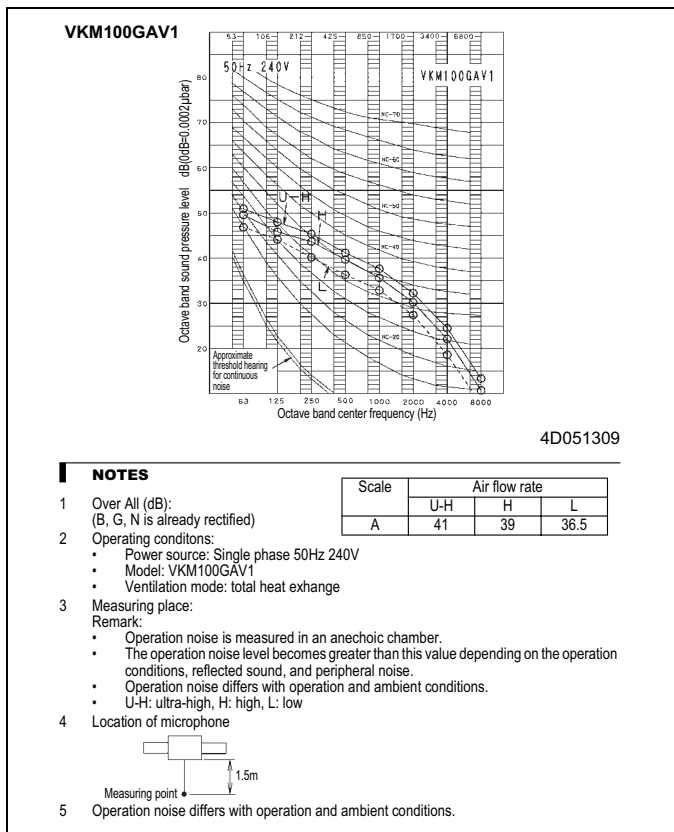 VKM100GAV1
53 106 212 425 850 1700 3400 6800
50Hz 240V
VKM100GAV1
Octave band sound pressure level dB(0dB=0.0002µbar)
80
70
60
50
40
30
20
NC-70
NC-60
NC-50
NC-40
NC-20
U-H
H
L
Approximate
threshold hearing
for continuous
noise
63 125 250 500 1000 2000 4000 8000
Octave band center frequency (Hz)
4D051309
NOTES
1 Over All (dB):
(B, G, N is already rectified)
Scale Air flow rate
U-H H L
A 41 39 36.5
2 Operating conditons:
• Power source: Single phase 50Hz 240V
• Model: VKM100GAV1
• Ventilation mode: total heat exhange
3 Measuring place:
Remark:
• Operation noise is measured in an anechoic chamber.
• The operation noise level becomes greater than this value depending on the operation
conditions, reflected sound, and peripheral noise.
• Operation noise differs with operation and ambient conditions.
• U-H: ultra-high, H: high, L: low
4 Location of microphone
1.5m
Measuring point
5 Operation noise differs with operation and ambient conditions.